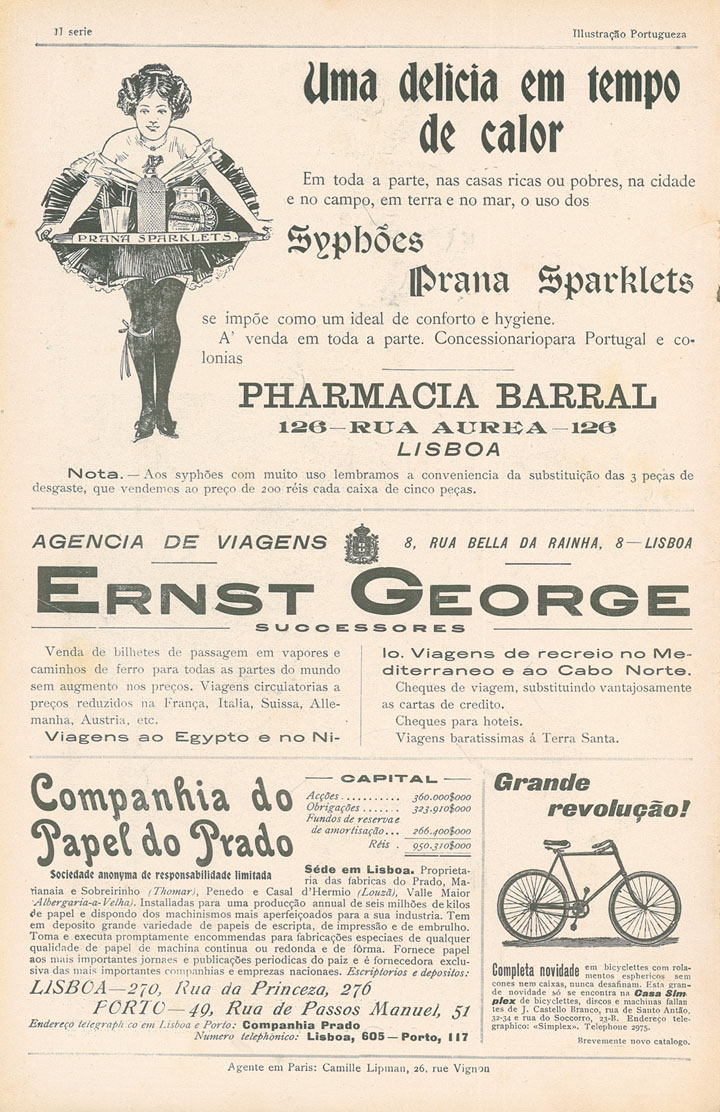 II serie
Illustração Portugueza
Uma delicia em tempo
de calor
Em toda a parte, nas casas ricas ou pobres, na cidade
e no campo, em terra e no mar, o uso dos
PRANA SPARKLETS.
Syphões
Prana Sparklets
se impõe como um ideal de conforto e hygiene.
A' venda em toda a parte. Concessionariopara Portugal e co-
lonias
PHARMACIA BARRAL
126—RUA AUREA—126
LISBOA
Nota.—Aos syphões com muito uso lembramos a conveniencia da substituição das 3 peças de
desgaste, que vendemos ao preço de 200 réis cada caixa de cinco peças.
AGENCIA DE VIAGENS
8, RUA BELLA DA RAINHA, 8—LISBOA
ERNST GEORGE
SUCCESSORES
Venda de bilhetes de passagem em vapores e
caminhos de ferro para todas as partes do mundo
sem augmento nos preços. Viagens circulatorias a
preços reduzidos na França, Italia, Suissa, Alle-
manha, Austria, etc.
Viagens ao Egypto e no Ni-
lo. Viagens de recreio no Me-
diterraneo e ao Cabo Norte.
Cheques de viagem, substituindo vantajosamente
as cartas de credito.
Cheques para hoteis.
Viagens baratissimas á Terra Santa.
Companhia do
Papel do Prado
Sociedade anonyma de responsabilidade limitada
— CAPITAL —
Acções.......... 360.000$000
Obrigações....... 323.910$000
Fundos de reserva e
de amortisação... 266.400$000
Réis . 950.310$000
Séde em Lisboa. Proprieta-
ria das fabricas do Prado, Ma-
rianaia e Sobreirinho (Thomar), Penedo e Casal d'Hermio (Louzã), Valle Maior
(Albergaria-a-Velha). Installadas para uma producção annual de seis milhões de kilos
de papel e dispondo dos machinismos mais aperfeiçoados para a sua industria. Tem
em deposito grande variedade de papeis de escripta, de impressão e de embrulho.
Toma e executa promptamente encommendas para fabricações especiaes de qualquer
qualidade de papel de machina continua ou redonda e de fórma. Fornece papel
aos mais importantes jornaes e publicações periodicas do paiz e é fornecedora exclu-
siva das mais importantes companhias e emprezas nacionaes. Escriptorios e depositos:
LISBOA—270, Rua da Princeza, 276
PORTO—49, Rua de Passos Manuel, 51
Endereço telegraphico em Lisboa e Porto: Companhia Prado
Numero telephonico: Lisboa, 605—Porto, 117
Grande
revolução!
Completa novidade em bicyclettes com rola-
mentos esphericos sem
cones nem caixas, nunca desafinam. Esta gran-
de novidade só se encontra na Casa Sim-
plex de bicyclettes, discos e machinas fallan
tes de J. Castello Branco, rua de Santo Antão,
32-34 e rua do Soccorro, 23-B. Endereço tele-
graphico: «Simplex». Telephone 2975.
Brevemente novo catalogo.
Agente em Paris: Camille Lipman, 26, rue Vignon